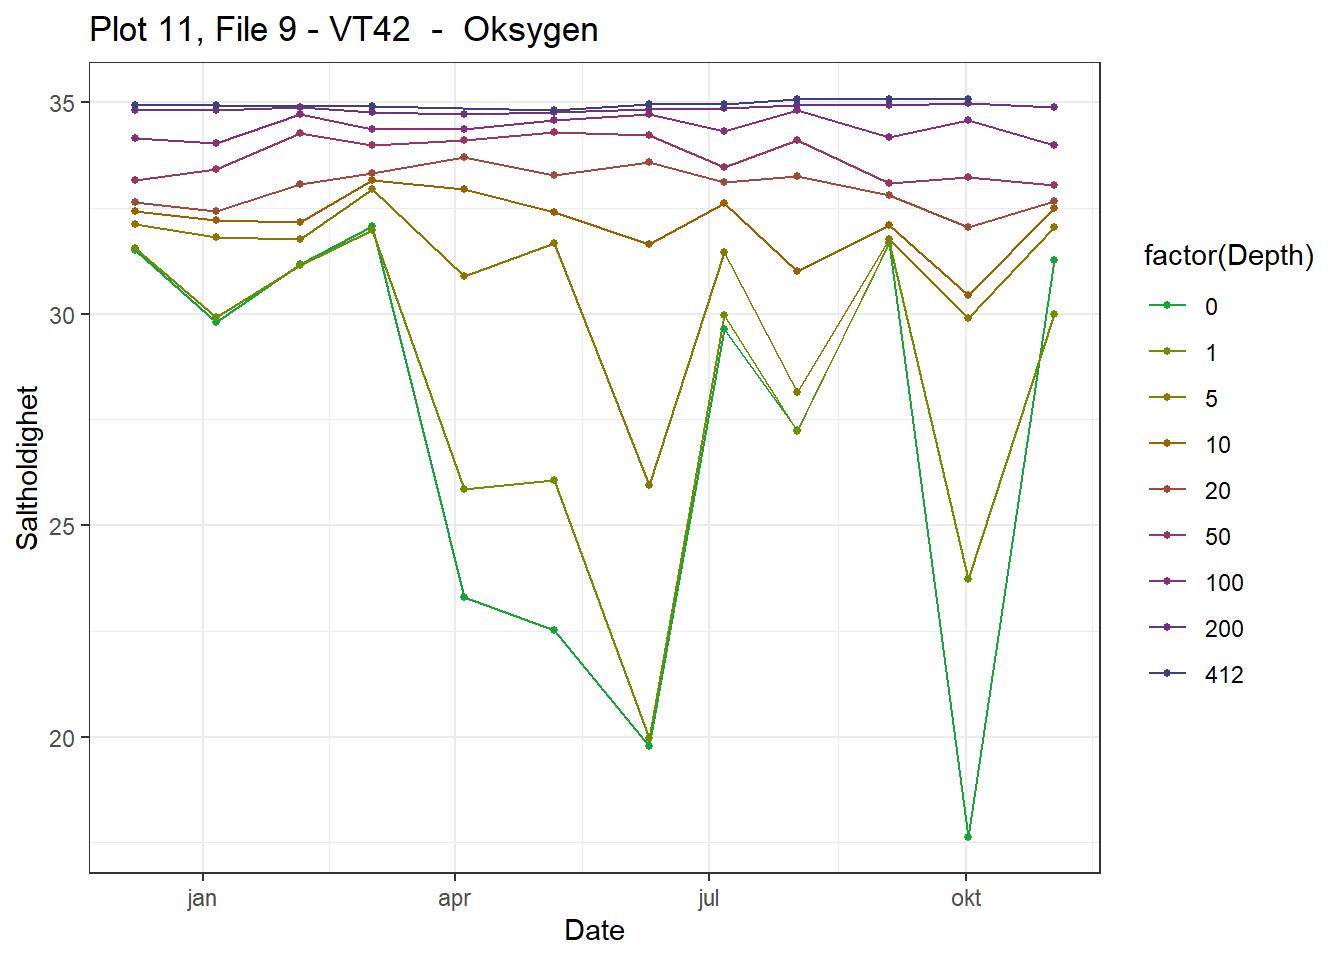 Plot 11, File 9 - VT42  -  Oksygen
35
30
25
20
Saltholdighet
jan
apr
jul
okt
Date
factor(Depth)
0
1
5
10
20
50
100
200
412